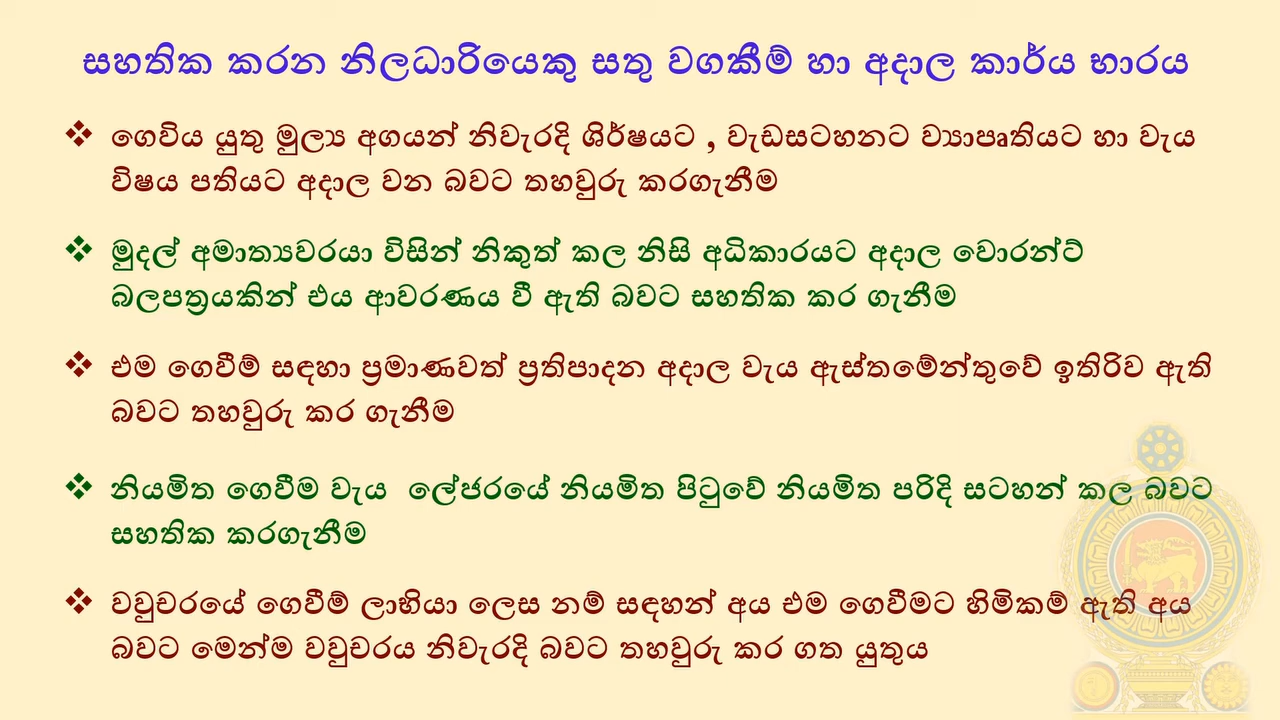 සහතික කරන නිලධාරියෙකු සතු වගකීම් හා අදාල කාර්ය භාරය
❖ ගෙවිය යුතු මුල්‍ය අගයන් නිවැරදි ශිර්ෂයට , වැඩසටහනට ව්‍යාපෘතියට හා වැය
විෂය පතියට අදාල වන බවට තහවුරු කරගැනීම
❖ මුදල් අමාත්‍යවරයා විසින් නිකුත් කල නිසි අධිකාරයට අදාල වොරන්ට්
බලපත්‍රයකින් එය ආවරණය වී ඇති බවට සහතික කර ගැනීම
❖ එම ගෙවීම් සඳහා ප්‍රමාණවත් ප්‍රතිපාදන අදාල වැය ඇස්තමේන්තුවේ ඉතිරිව ඇති
බවට තහවුරු කර ගැනීම
❖ නියමිත ගෙවීම වැය ලේජරයේ නියමිත පිටුවේ නියමිත පරිදි සටහන් කල බවට
සහතික කරගැනීම
❖ වවුචරයේ ගෙවීම් ලාභියා ලෙස නම් සඳහන් අය එම ගෙවීමට හිමිකම් ඇති අය
බවට මෙන්ම වවුචරය නිවැරදි බවට තහවුරු කර ගත යුතුය